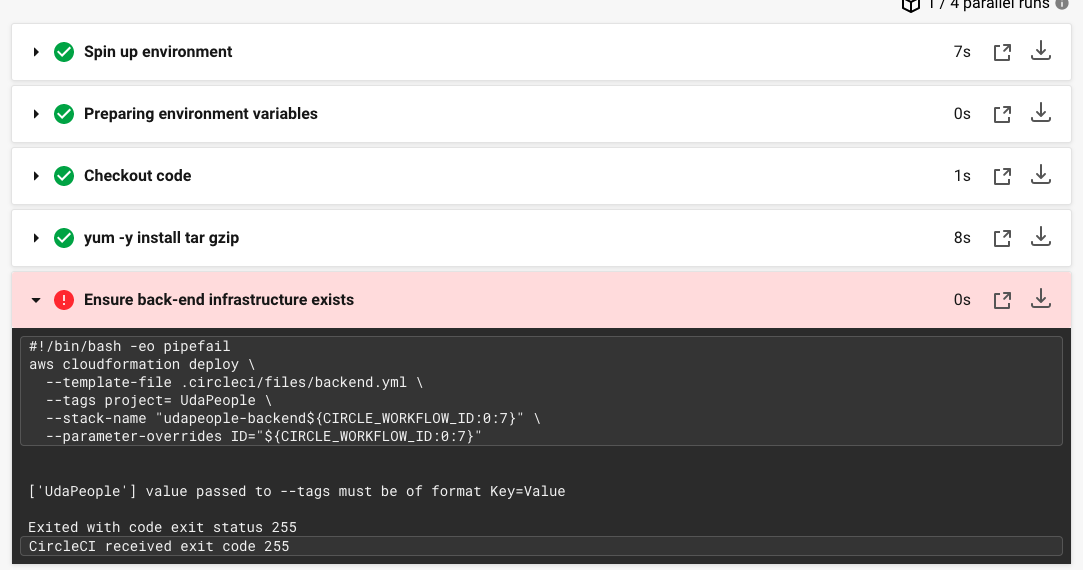 1 / 4 parallel runs
Spin up environment 7s
Preparing environment variables 0s
Checkout code 1s
yum -y install tar gzip 8s
Ensure back-end infrastructure exists 0s
#!/bin/bash -eo pipefail
aws cloudformation deploy \
  --template-file .circleci/files/backend.yml \
  --tags project= UdaPeople \
  --stack-name "udapeople-backend${CIRCLE_WORKFLOW_ID:0:7}" \
  --parameter-overrides ID="${CIRCLE_WORKFLOW_ID:0:7}"
['UdaPeople'] value passed to --tags must be of format Key=Value
Exited with code exit status 255
CircleCI received exit code 255